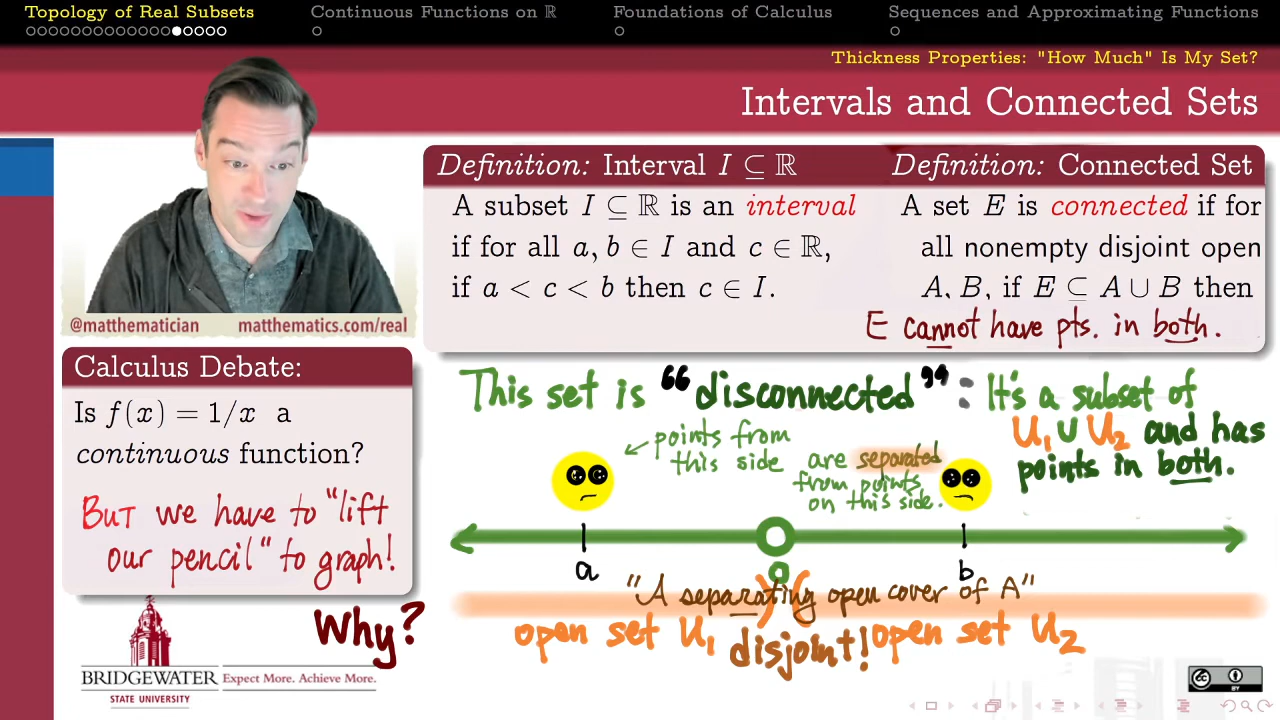 Topology of Real Subsets
Continuous Functions on ℝ
Foundations of Calculus
Sequences and Approximating Functions
Thickness Properties: "How Much" Is My Set?
Intervals and Connected Sets
Definition: Interval I ⊆ ℝ
A subset I ⊆ ℝ is an interval
if for all a, b ∈ I and c ∈ ℝ,
if a < c < b then c ∈ I.
Definition: Connected Set
A set E is connected if for
all nonempty disjoint open
A, B, if E ⊆ A ∪ B then
E cannot have pts. in both.
@matthematician
matthematics.com/real
Calculus Debate:
Is f(x) = 1/x a
continuous function?
But we have to "lift
our pencil" to graph!
Why?
This set is "disconnected": It's a subset of
U₁ ∪ U₂ and has
points in both.
points from
this side
are separated
from points
on this side.
a
0
b
"A separating open cover of A"
) (
open set U₁
disjoint!
open set U₂
BRIDGEWATER
STATE UNIVERSITY
Expect More. Achieve More.
cc
BY